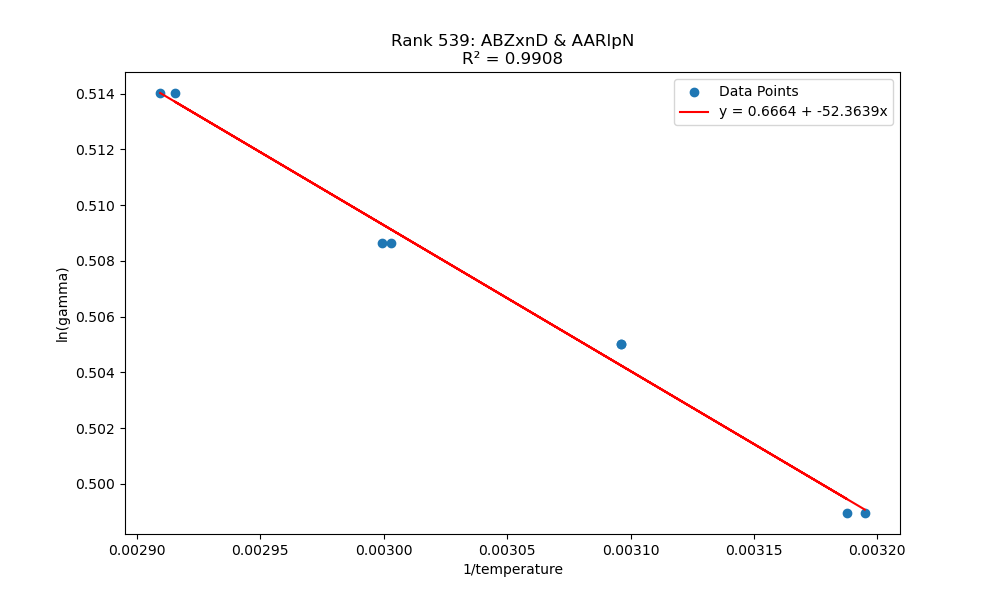 Rank 539: ABZxnD & AARlpN
R² = 0.9908
Data Points
y = 0.6664 + -52.3639x
0.514
0.512
0.510
0.508
0.506
0.504
0.502
0.500
ln(gamma)
0.00290
0.00295
0.00300
0.00305
0.00310
0.00315
0.00320
1/temperature